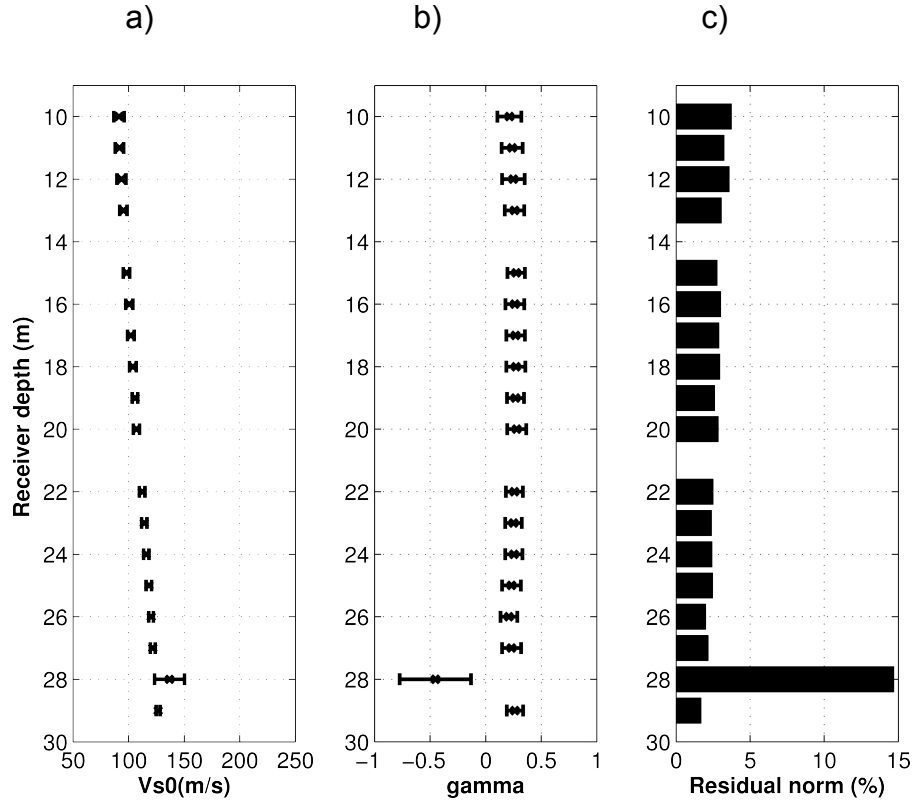 a) b) c)
10 10 10
12 12 12
14 14 14
16 16 16
18 18 18
20 20 20
22 22 22
24 24 24
26 26 26
28 28 28
30 30 30
Receiver depth (m)
50 100 150 200 250 −1 −0.5 0 0.5 1 0 5 10 15
Vs0(m/s) gamma Residual norm (%)